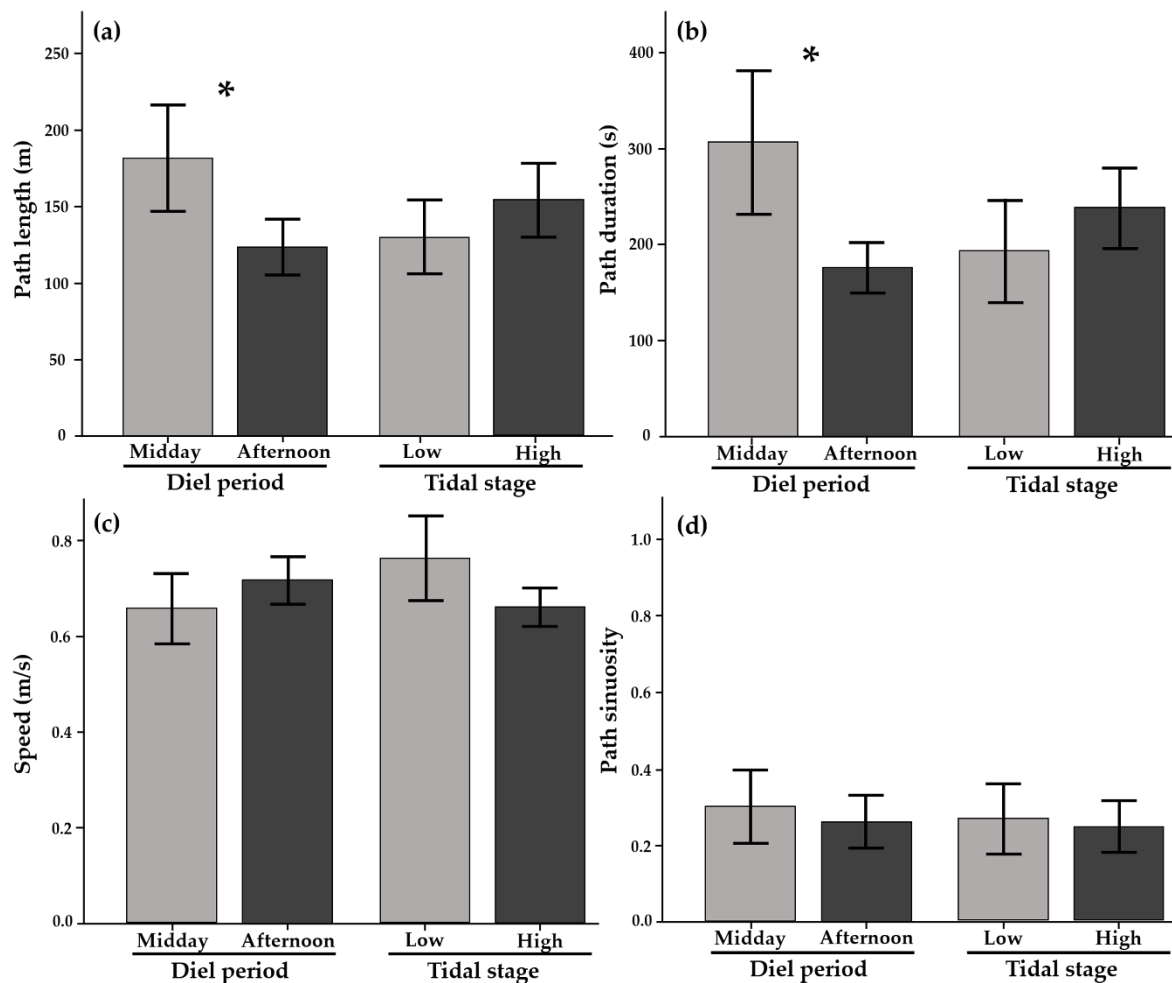 (a)
*
Path length (m)
250
200
150
100
50
0
Midday Afternoon Low High
Diel period Tidal stage
(b)
*
Path duration (s)
400
300
200
100
0
Midday Afternoon Low High
Diel period Tidal stage
(c)
Speed (m/s)
0.8
0.6
0.4
0.2
0.0
Midday Afternoon Low High
Diel period Tidal stage
(d)
Path sinuosity
1.0
0.8
0.6
0.4
0.2
0.0
Midday Afternoon Low High
Diel period Tidal stage